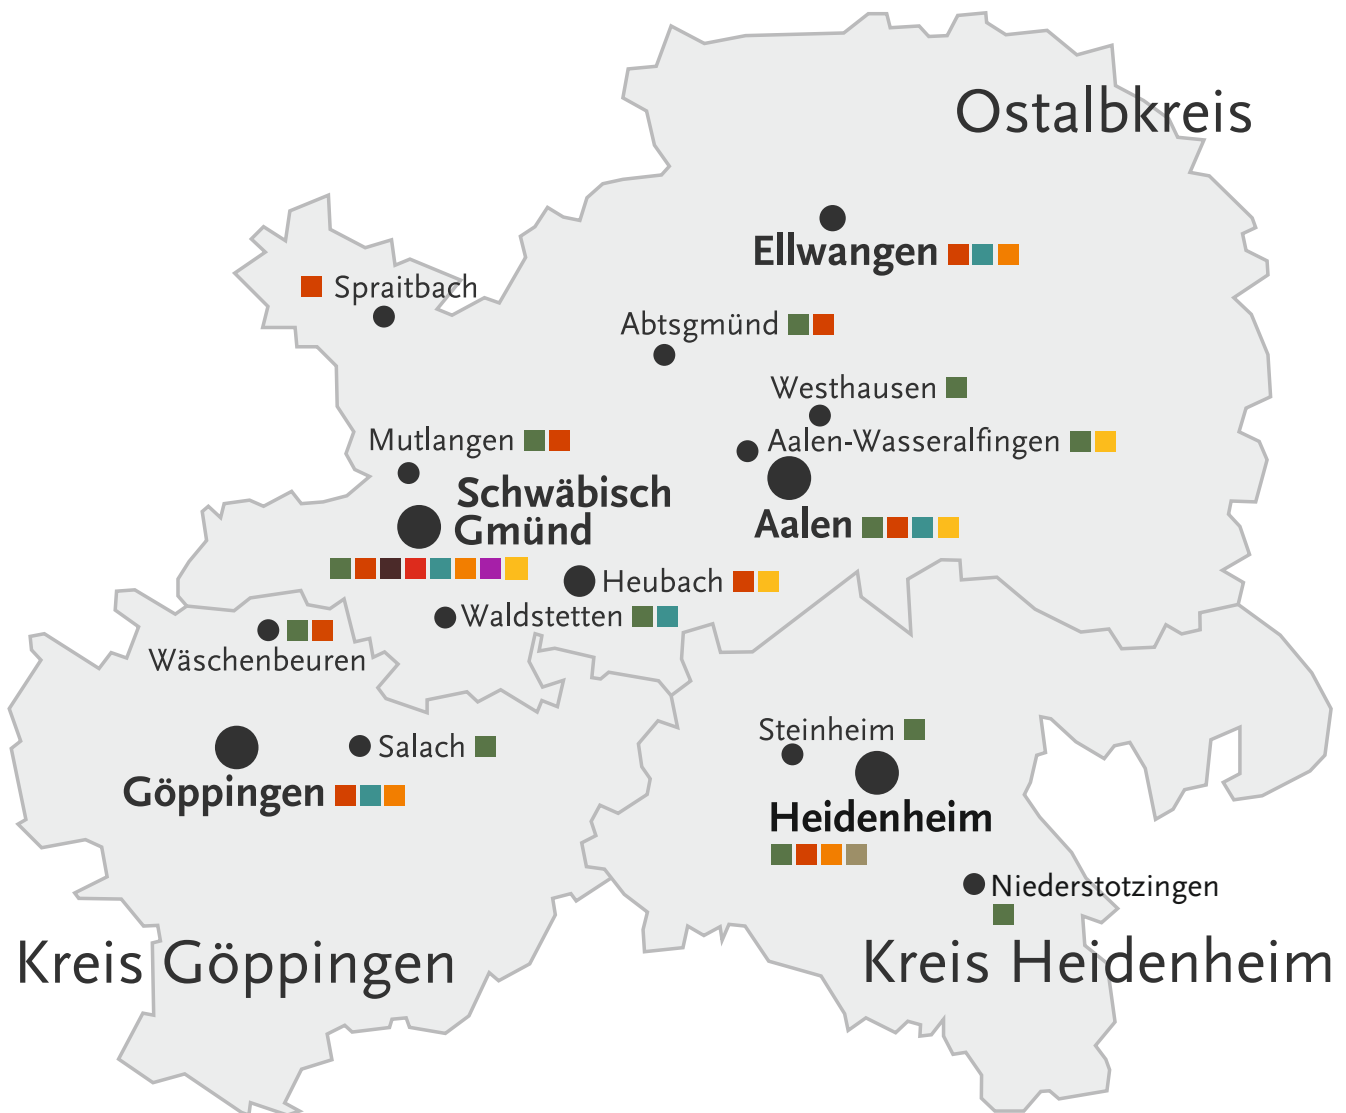 Ostalbkreis
Ellwangen
Spraitbach
Abtsgmünd
Westhausen
Mutlangen
Aalen-Wasseralfingen
Schwäbisch
Gmünd
Aalen
Heubach
Waldstetten
Wäschenbeuren
Steinheim
Salach
Göppingen
Heidenheim
Niederstotzingen
Kreis Göppingen
Kreis Heidenheim